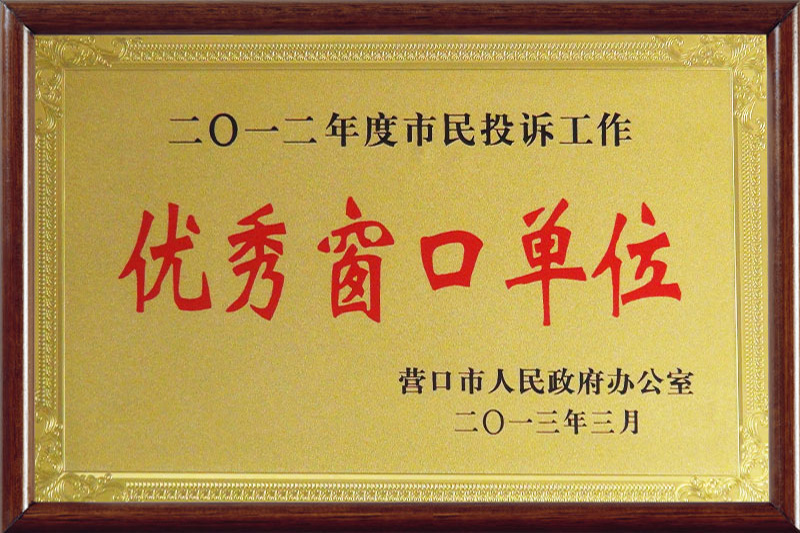 二〇一二年度市民投诉工作
优秀窗口单位
营口市人民政府办公室
二〇一三年三月